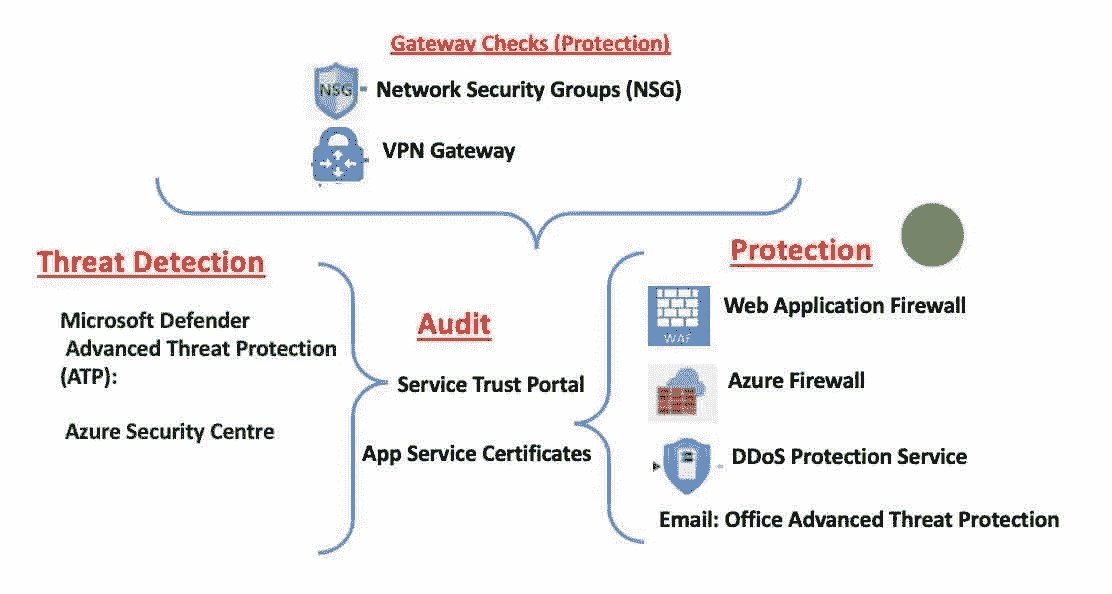 Gateway Checks (Protection)
NSG
Network Security Groups (NSG)
VPN Gateway
Threat Detection
Microsoft Defender
Advanced Threat Protection
(ATP):
Azure Security Centre
Audit
Service Trust Portal
App Service Certificates
Protection
WAF
Web Application Firewall
Azure Firewall
DDoS Protection Service
Email: Office Advanced Threat Protection